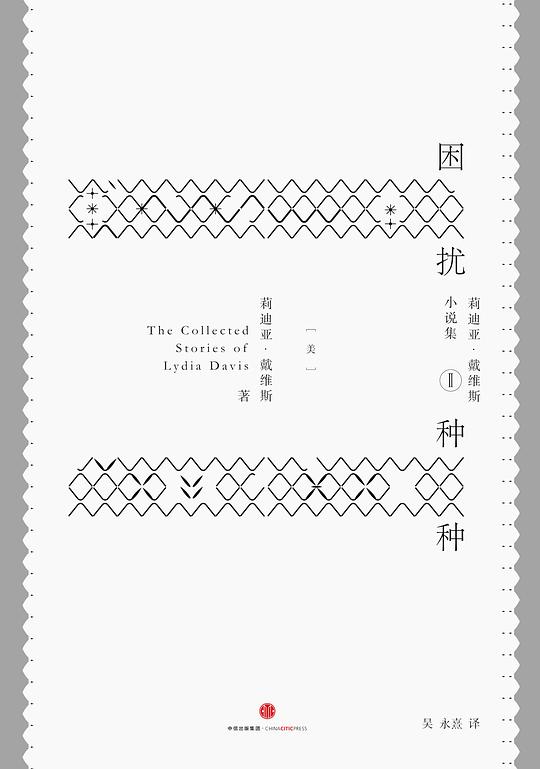 困扰种种
莉迪亚·戴维斯
小说集
Ⅱ
［美］
莉迪亚·戴维斯
著
The Collected
Stories of
Lydia Davis
吴 永熹 译
中信出版集团·CHINACITICPRESS